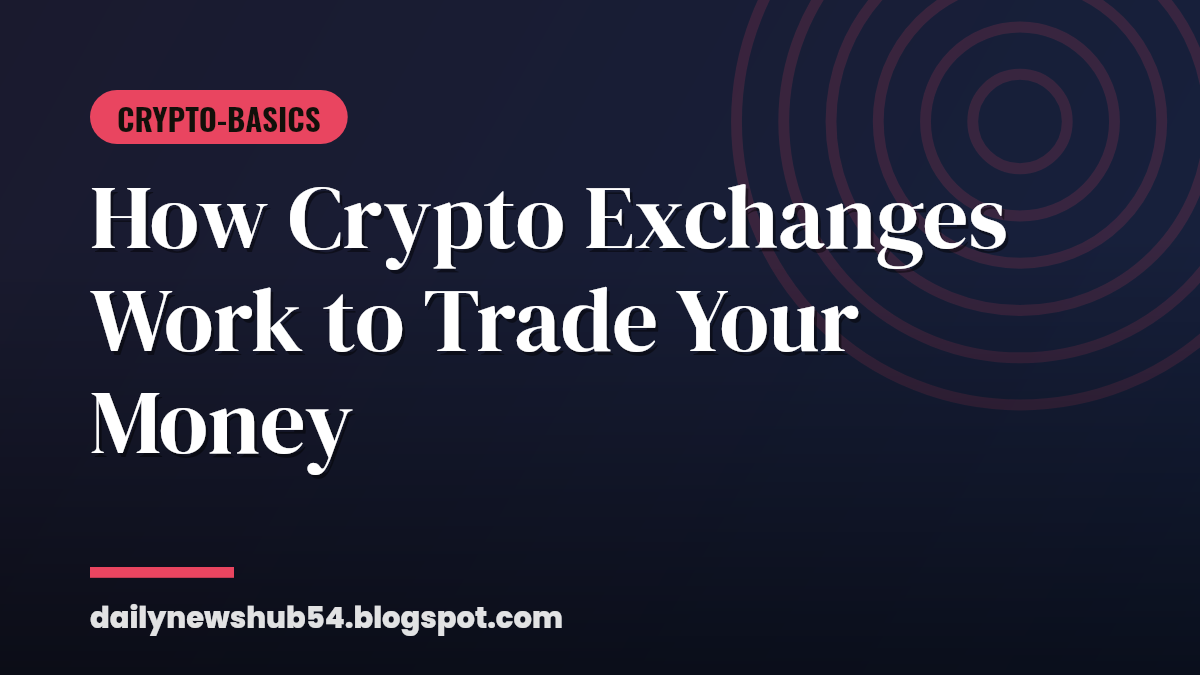 CRYPTO-BASICS
How Crypto Exchanges
Work to Trade Your
Money
dailynewshub54.blogspot.com